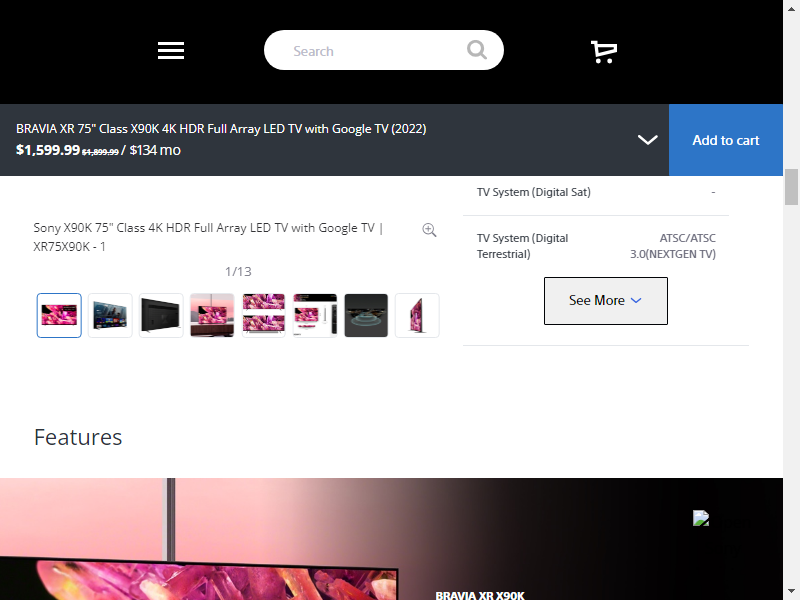 Search
BRAVIA XR 75" Class X90K 4K HDR Full Array LED TV with Google TV (2022)
$1,599.99 $1,899.99 / $134 mo
Add to cart
TV System (Digital Sat) -
Sony X90K 75" Class 4K HDR Full Array LED TV with Google TV |
XR75X90K - 1
TV System (Digital
Terrestrial)
ATSC/ATSC
3.0(NEXGEN TV)
1/13
See More
Features
BRAVIA XR X90K